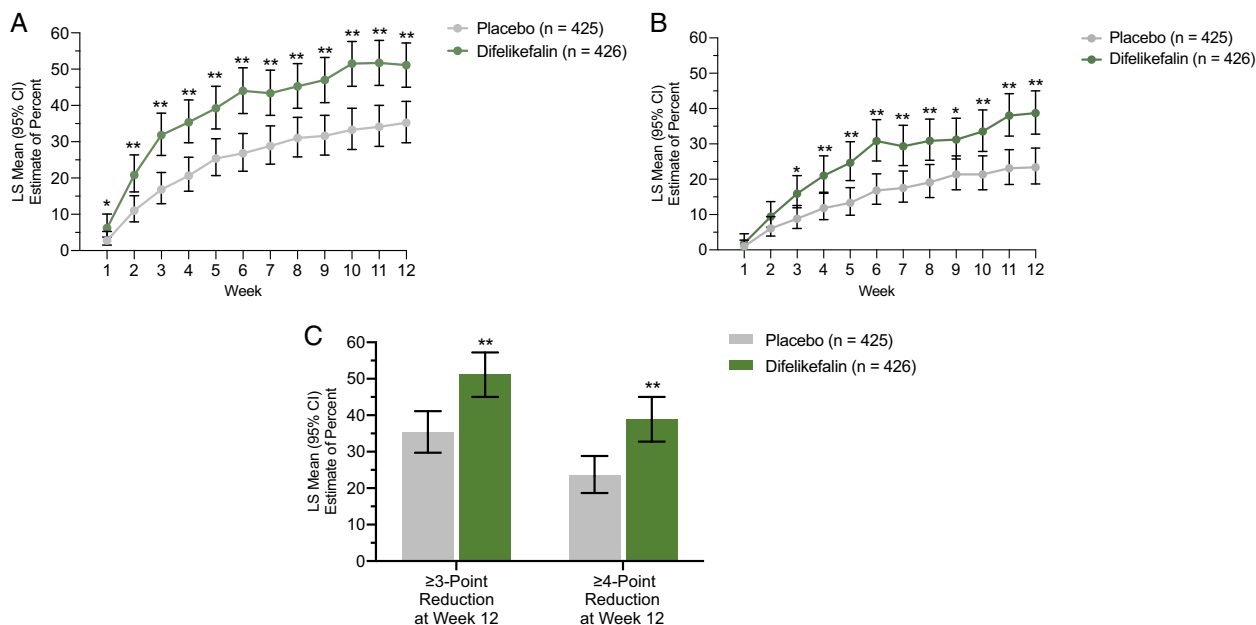 A
LS Mean (95% CI)
Estimate of Percent
60
50
40
30
20
10
0
* ** ** ** ** ** ** ** ** ** ** **
1 2 3 4 5 6 7 8 9 10 11 12
Week
Placebo (n = 425)
Difelikefalin (n = 426)
B
LS Mean (95% CI)
Estimate of Percent
60
50
40
30
20
10
0
* ** ** ** ** ** * ** ** **
1 2 3 4 5 6 7 8 9 10 11 12
Week
Placebo (n = 425)
Difelikefalin (n = 426)
C
LS Mean (95% CI)
Estimate of Percent
60
50
40
30
20
10
0
** **
≥3-Point
Reduction
at Week 12
≥4-Point
Reduction
at Week 12
Placebo (n = 425)
Difelikefalin (n = 426)